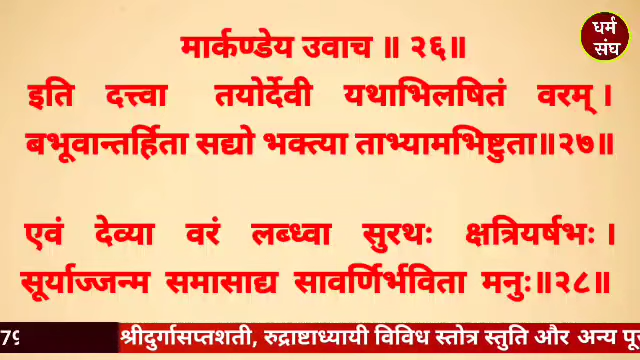 धर्म
संघ
मार्कण्डेय उवाच ॥ २६॥
इति दत्त्वा तयोर्देवी यथाभिलषितं वरम् ।
बभूवान्तर्हिता सद्यो भक्त्या ताभ्यामभिष्टुता॥२७॥
एवं देव्या वरं लब्ध्वा सुरथः क्षत्रियर्षभः ।
सूर्याज्जन्म समासाद्य सावर्णिर्भविता मनुः॥२८॥
79 श्रीदुर्गासप्तशती, रुद्राष्टाध्यायी विविध स्तोत्र स्तुति और अन्य